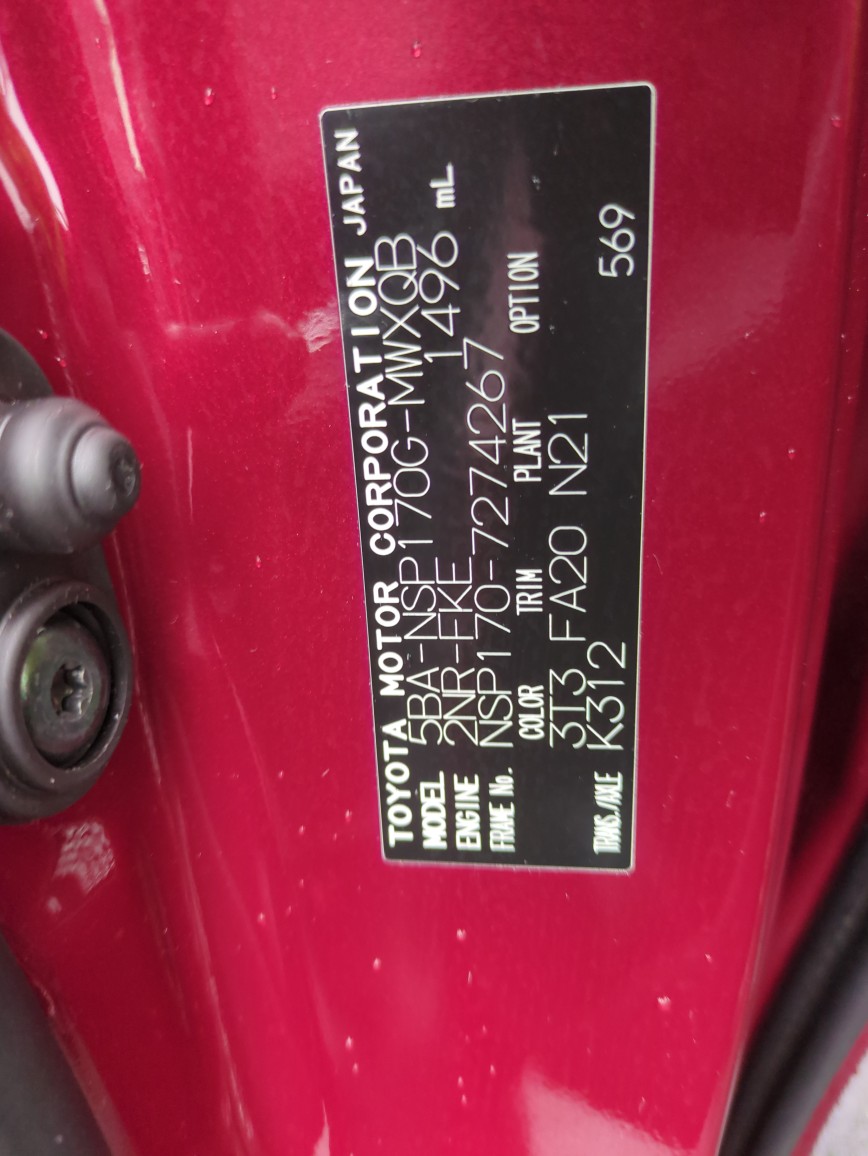 TOYOTA MOTOR CORPORATION JAPAN
MODEL 5BA-NSP170G-MWXQB
ENGINE 2NR-FKE 1496 mL
FRAME No. NSP170-7274267
COLOR TRIM PLANT OPTION
3T3 FA20 N21
TRANS./AXLE K312 569